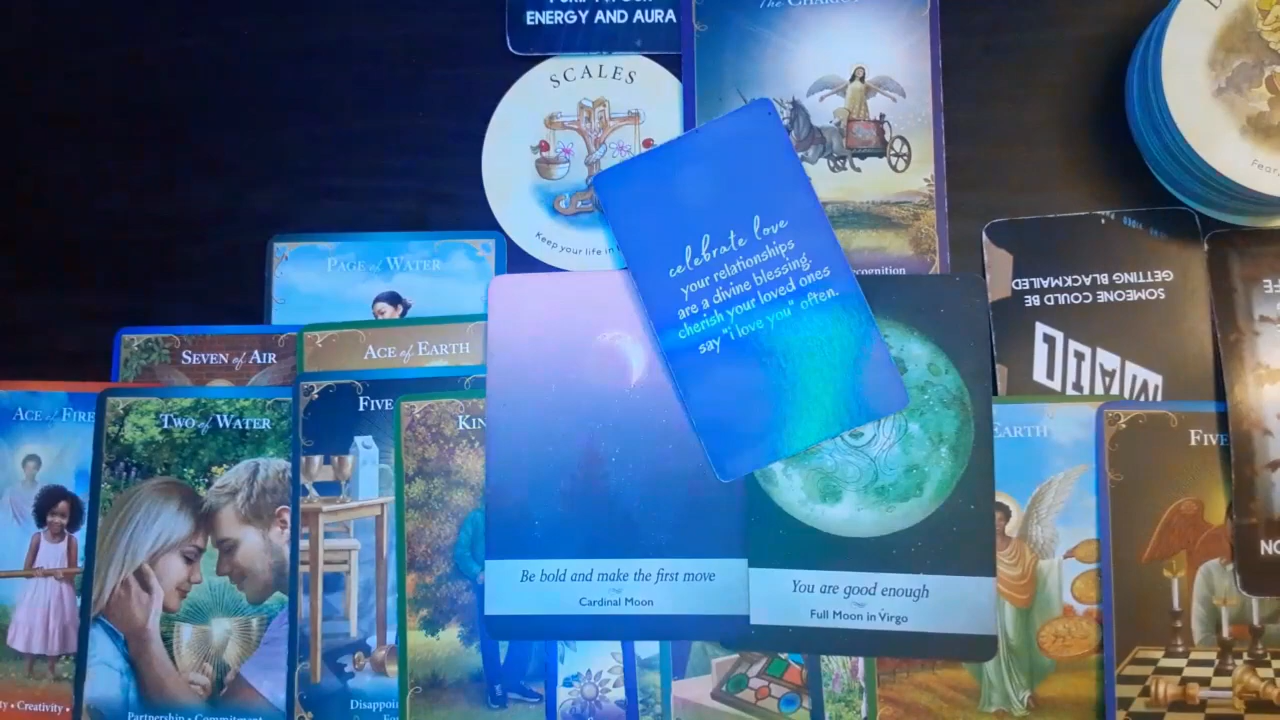 ENERGY AND AURA
The CHARIOT
SCALES
Keep your life in
celebrate love
your relationships
are a divine blessing.
cherish your loved ones
say "i love you" often.
PAGE of WATER
SEVEN of AIR
ACE of EARTH
ACE of FIRE
TWO of WATER
FIVE
EARTH
FIVE
SOMEONE COULD BE
GETTING BLACKMAILED
MAIL
Fear,
Be bold and make the first move
Cardinal Moon
You are good enough
Full Moon in Virgo
• Creativity •
Partnership • Commitment